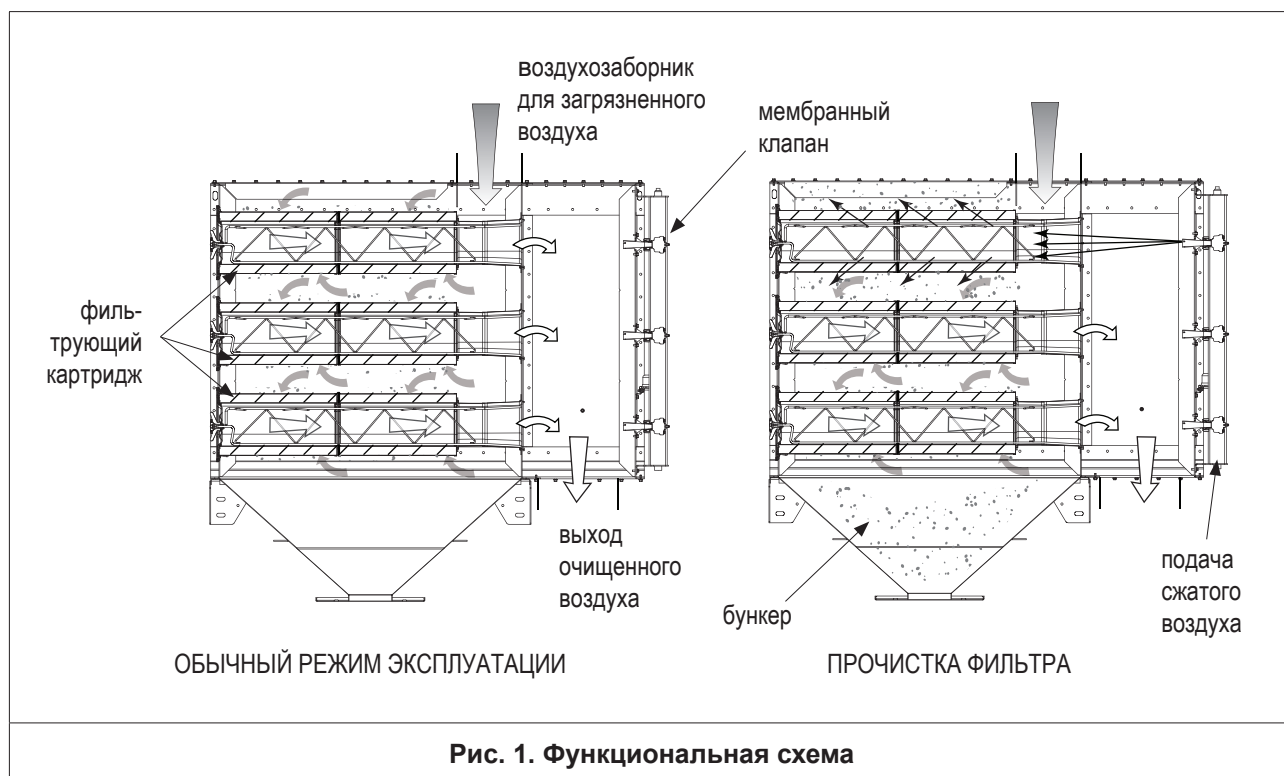 воздухозаборник
для загрязненного
воздуха
мембранный
клапан
филь-
трующий
картридж
выход
очищенного
воздуха
бункер
подача
сжатого
воздуха
ОБЫЧНЫЙ РЕЖИМ ЭКСПЛУАТАЦИИ
ПРОЧИСТКА ФИЛЬТРА
Рис. 1. Функциональная схема